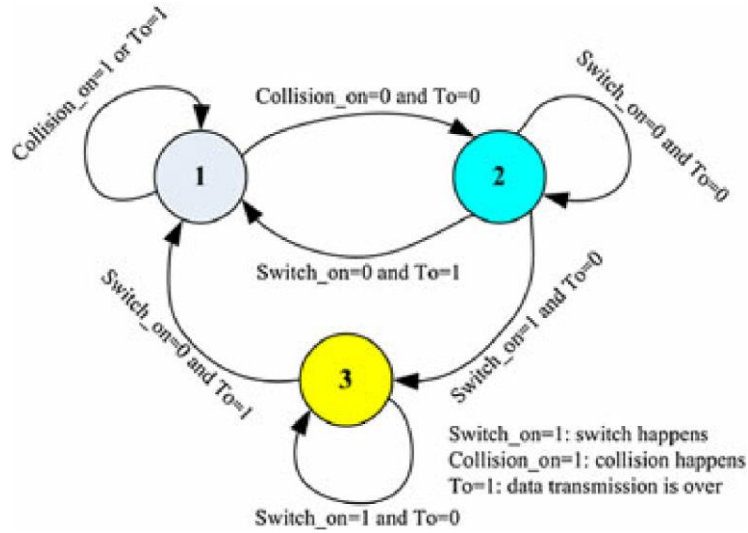 Collision_on=1 or To=1
Collision_on=0 and To=0
Switch_on=0 and To=0
1
2
Switch_on=0 and To=1
Switch_on=0 and To=1
Switch_on=1 and To=0
3
Switch_on=1: switch happens
Collision_on=1: collision happens
To=1: data transmission is over
Switch_on=1 and To=0